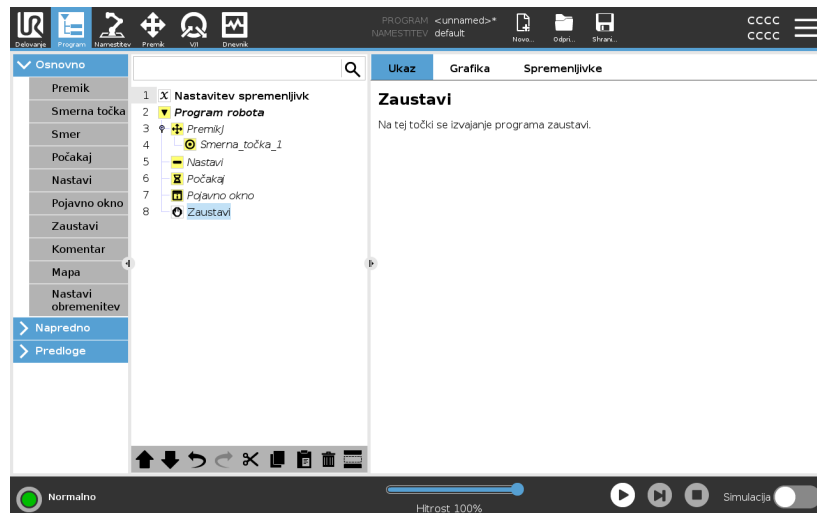 PROGRAM <unnamed>*
NAMESTITEV default
Delovanje Program Namestitev Premik V/I Dnevnik Novo... Odpri... Shrani...
CCCC
CCCC
Osnovno
Premik
Smerna točka
Smer
Počakaj
Nastavi
Pojavno okno
Zaustavi
Komentar
Mapa
Nastavi
obremenitev
Napredno
Predloge
1 X Nastavitev spremenljivk
2 Program robota
3 PremikJ
4 Smerna_točka_1
5 Nastavi
6 Počakaj
7 Pojavno okno
8 Zaustavi
Ukaz Grafika Spremenljivke
Zaustavi
Na tej točki se izvajanje programa zaustavi.
Normalno
Hitrost 100%
Simulacija